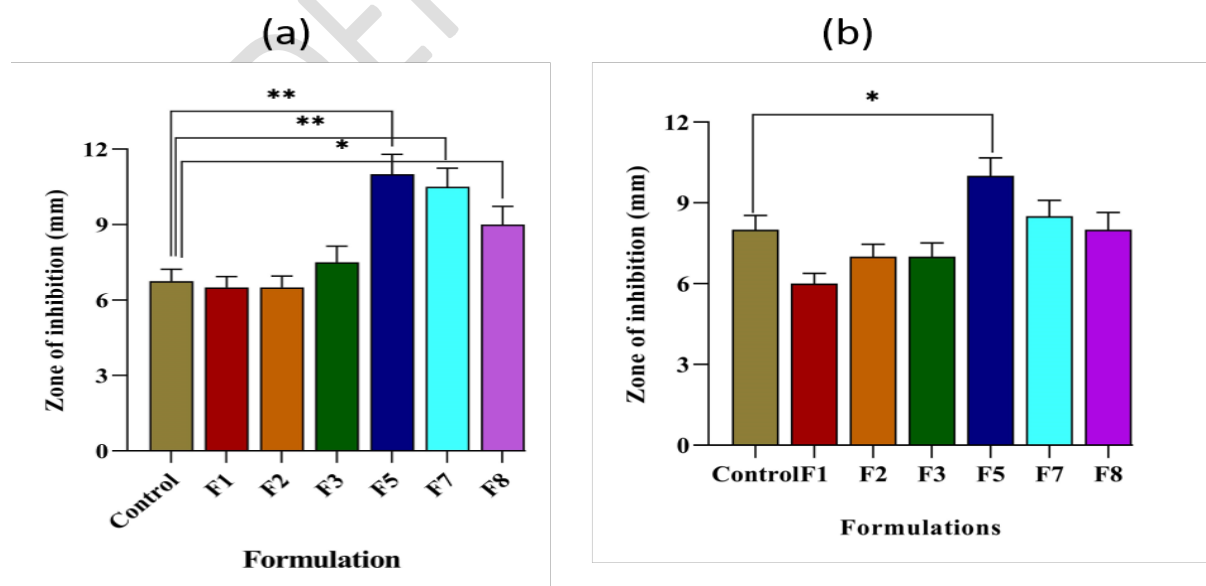 (a)
**
**
*
12
9
6
3
0
Zone of inhibition (mm)
Control F1 F2 F3 F5 F7 F8
Formulation
(b)
*
12
9
6
3
0
Zone of inhibition (mm)
ControlF1 F2 F3 F5 F7 F8
Formulations